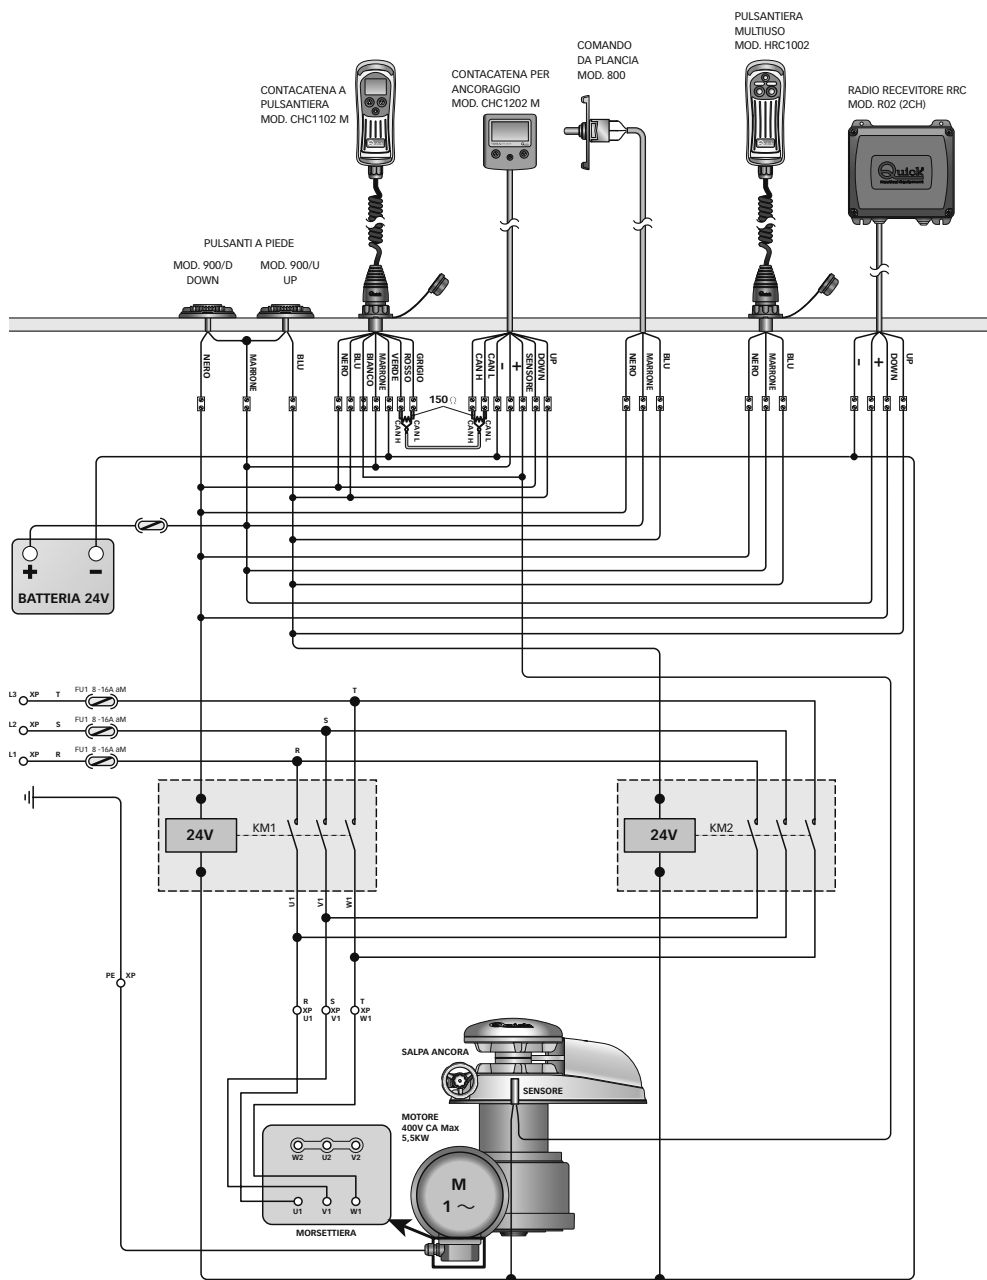 PULSANTIERA
MULTIUSO
MOD. HRC1002
COMANDO
DA PLANCIA
MOD. 800
CONTACATENA PER
ANCORAGGIO
MOD. CHC1202 M
CONTACATENA A
PULSANTIERA
MOD. CHC1102 M
RADIO RECEVITORE RRC
MOD. R02 (2CH)
Quick
PULSANTI A PIEDE
MOD. 900/D
DOWN
MOD. 900/U
UP
NERO
MARRONE
BLU
NERO
BLU
BIANCO
MARRONE
VERDE
ROSSO
GRIGIO
CAN H
CAN L
-
+
SENSORE
DOWN
UP
NERO
MARRONE
BLU
NERO
MARRONE
BLU
-
+
DOWN
UP
150 Ω
CAN H
CAN L
CAN H
CAN L
+ -
BATTERIA 24V
L3 XP T FU1 8 -16A aM
T
L2 XP S FU1 8 -16A aM
S
L1 XP R FU1 8 -16A aM
R
24V KM1
24V KM2
U1
V1
W1
PE XP
R
XP
U1
S
XP
V1
T
XP
W1
Quick
SALPA ANCORA
SENSORE
MOTORE
400V CA Max
5,5KW
W2 U2 V2
U1 V1 W1
MORSETTIERA
M
1 ~